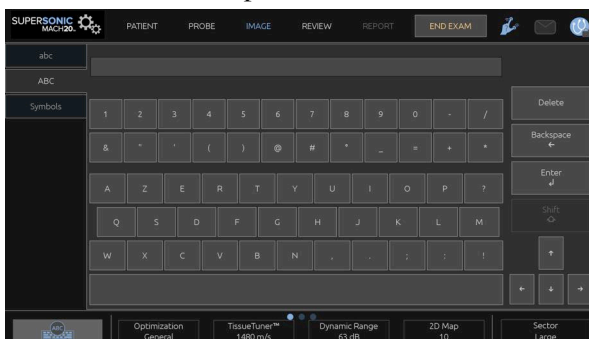 SUPERSONIC
MACH20
PATIENT PROBE IMAGE REVIEW REPORT END EXAM
abc
ABC
Symbols
1 2 3 4 5 6 7 8 9 0 - /
Delete
& " ' ( ) @ # ° _ = + *
Backspace
←
A Z E R T Y U I O P ?
Enter
↲
Q S D F G H J K L M
Shift
W X C V B N , . ; : !
↑
← ↓ →
ABC
Optimization TissueTuner™ Dynamic Range 2D Map Sector
General 1480 m/s 63 dB 10 Large